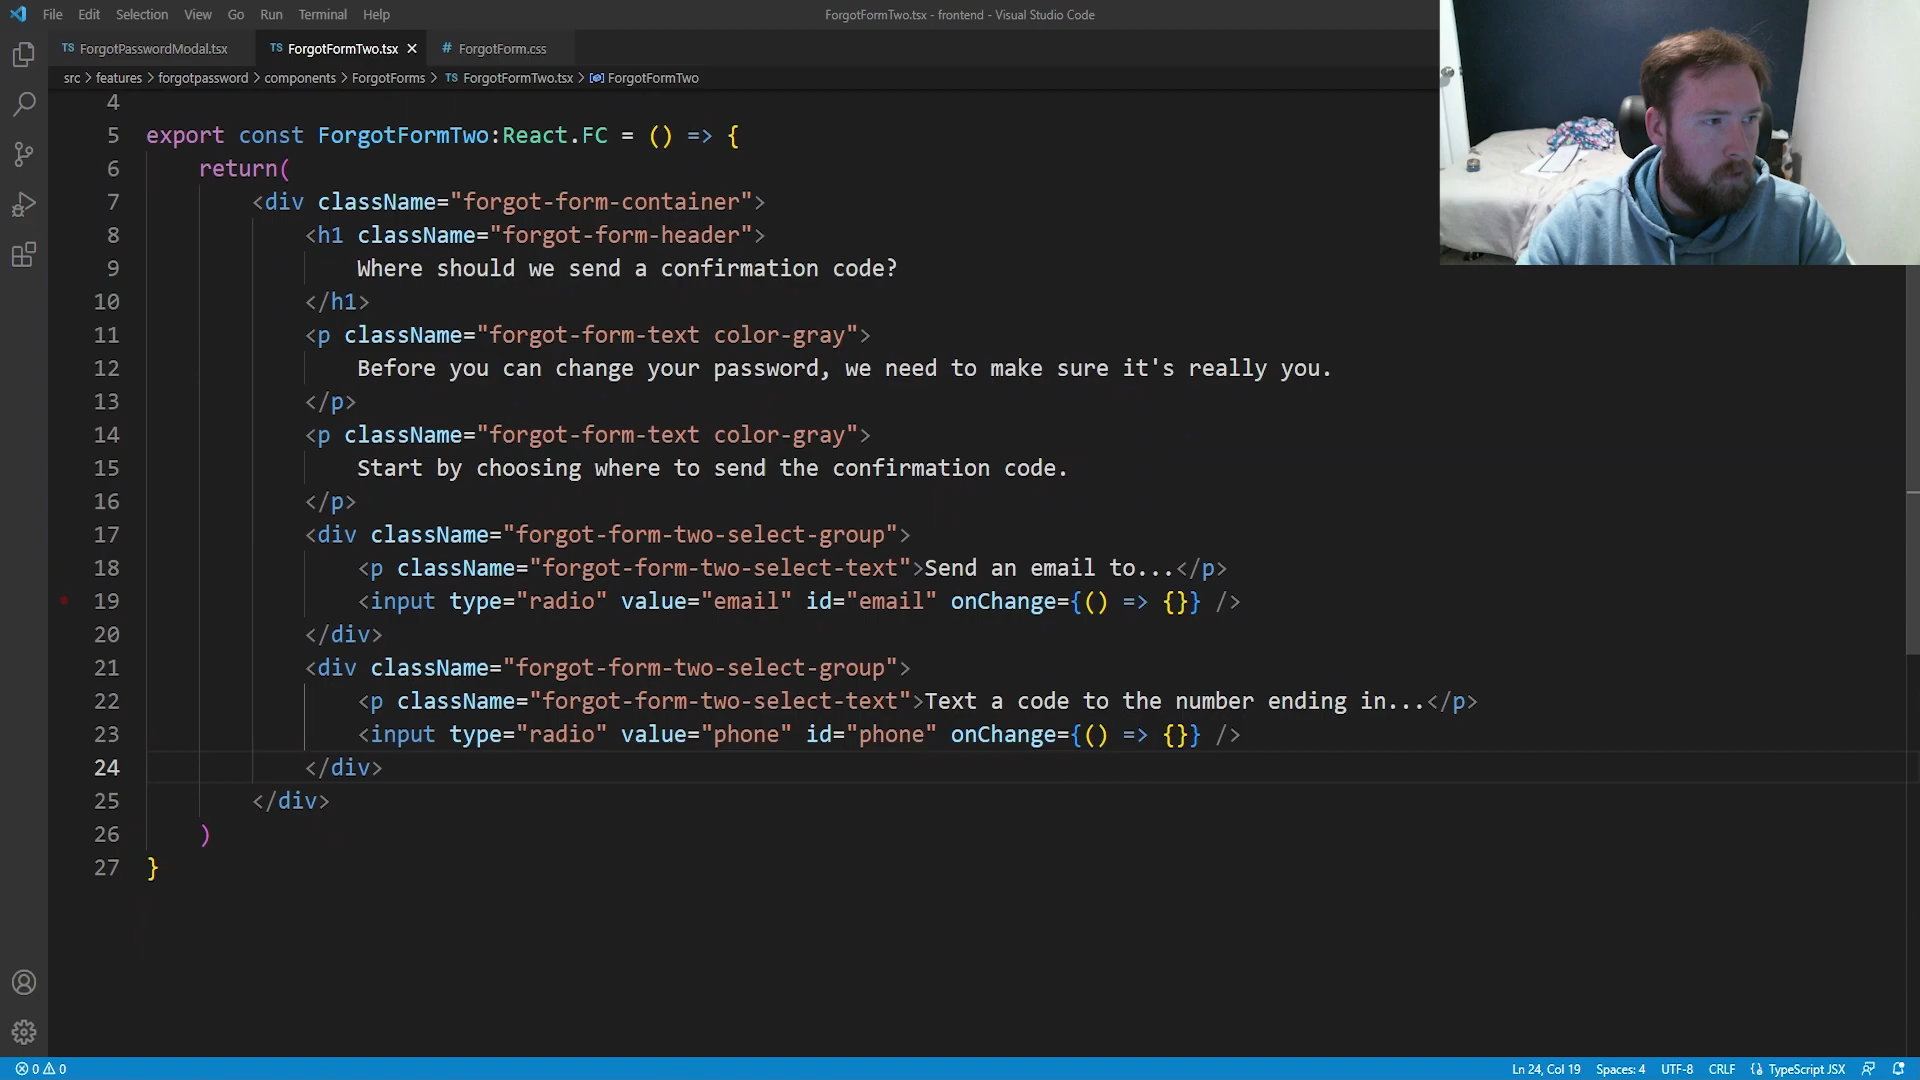 File Edit Selection View Go Run Terminal Help
ForgotFormTwo.tsx - frontend - Visual Studio Code
TS ForgotPasswordModal.tsx
TS ForgotFormTwo.tsx
# ForgotForm.css
src > features > forgotpassword > components > ForgotForms > TS ForgotFormTwo.tsx > ForgotFormTwo
4
5 export const ForgotFormTwo:React.FC = () => {
6 return(
7 <div className="forgot-form-container">
8 <h1 className="forgot-form-header">
9 Where should we send a confirmation code?
10 </h1>
11 <p className="forgot-form-text color-gray">
12 Before you can change your password, we need to make sure it's really you.
13 </p>
14 <p className="forgot-form-text color-gray">
15 Start by choosing where to send the confirmation code.
16 </p>
17 <div className="forgot-form-two-select-group">
18 <p className="forgot-form-two-select-text">Send an email to...</p>
19 <input type="radio" value="email" id="email" onChange={() => {}} />
20 </div>
21 <div className="forgot-form-two-select-group">
22 <p className="forgot-form-two-select-text">Text a code to the number ending in...</p>
23 <input type="radio" value="phone" id="phone" onChange={() => {}} />
24 </div>
25 </div>
26 )
27 }
0 0
Ln 24, Col 19 Spaces: 4 UTF-8 CRLF {} TypeScript JSX